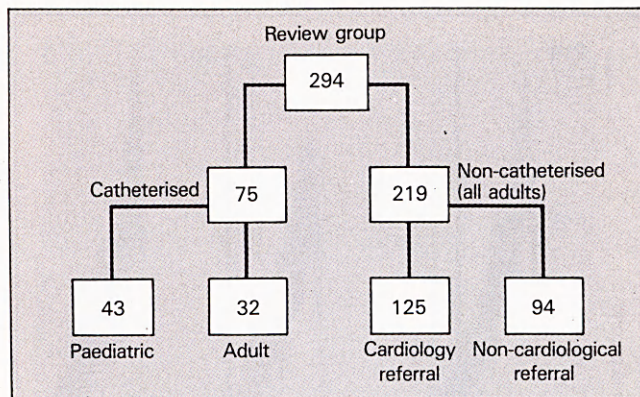 Review group
294
Catheterised
75
219
Non-catheterised
(all adults)
43
32
125
94
Paediatric
Adult
Cardiology
referral
Non-cardiological
referral